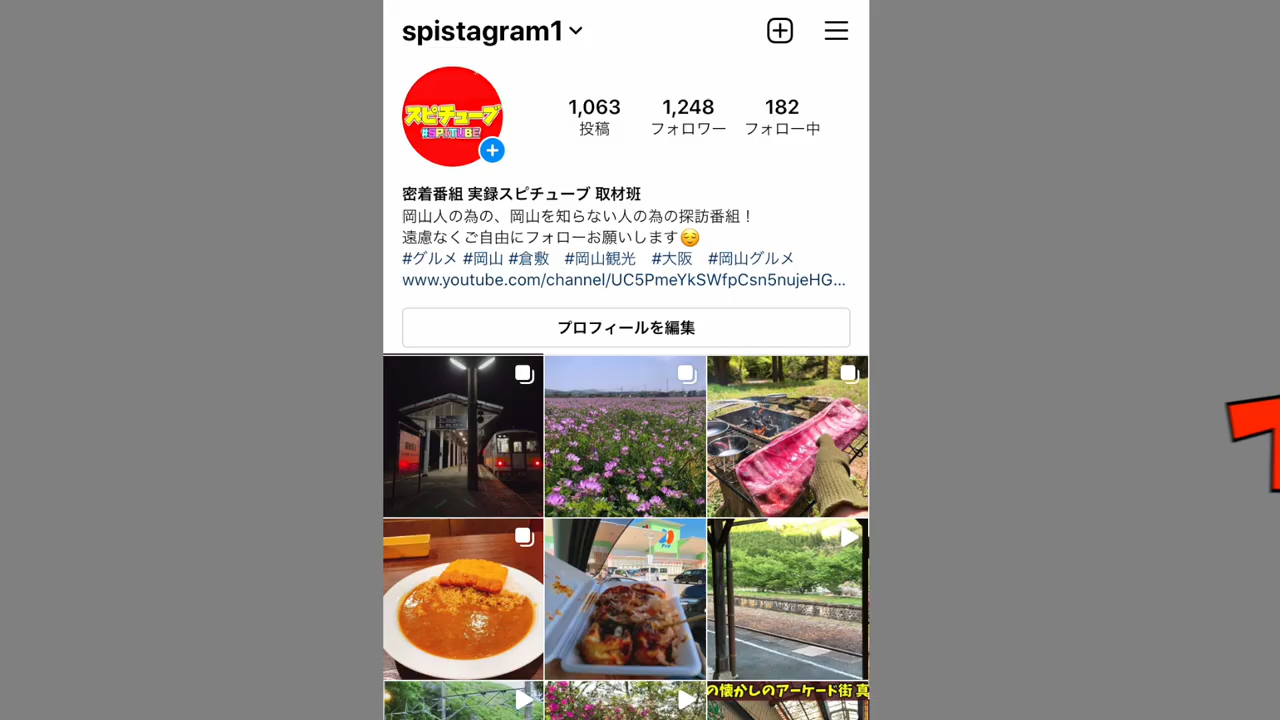 spistagram1
スピチューブ
#SPITUBE
1,063
投稿
1,248
フォロワー
182
フォロー中
密着番組 実録スピチューブ 取材班
岡山人の為の、岡山を知らない人の為の探訪番組！
遠慮なくご自由にフォローお願いします😌
#グルメ #岡山 #倉敷　#岡山観光　#大阪　#岡山グルメ
www.youtube.com/channel/UC5PmeYkSWfpCsn5nujeHG...
プロフィールを編集
の懐かしのアーケード街 真